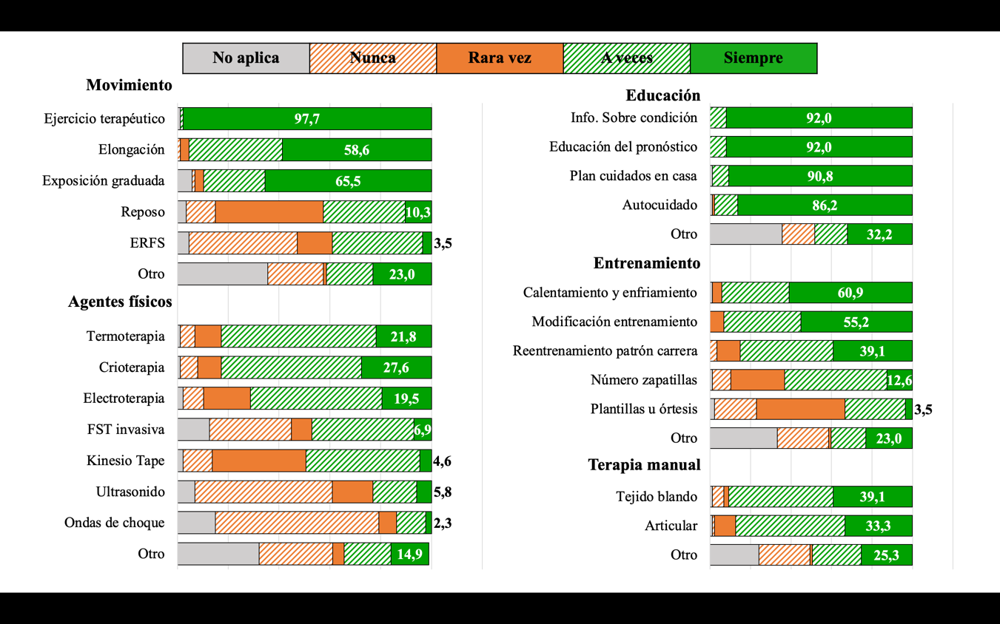 No aplica Nunca Rara vez A veces Siempre
Movimiento
Ejercicio terapéutico 97,7
Elongación 58,6
Exposición graduada 65,5
Reposo 10,3
ERFS 3,5
Otro 23,0
Agentes físicos
Termoterapia 21,8
Crioterapia 27,6
Electroterapia 19,5
FST invasiva 6,9
Kinesio Tape 4,6
Ultrasonido 5,8
Ondas de choque 2,3
Otro 14,9
Educación
Info. Sobre condición 92,0
Educación del pronóstico 92,0
Plan cuidados en casa 90,8
Autocuidado 86,2
Otro 32,2
Entrenamiento
Calentamiento y enfriamiento 60,9
Modificación entrenamiento 55,2
Reentrenamiento patrón carrera 39,1
Número zapatillas 12,6
Plantillas u órtesis 3,5
Otro 23,0
Terapia manual
Tejido blando 39,1
Articular 33,3
Otro 25,3